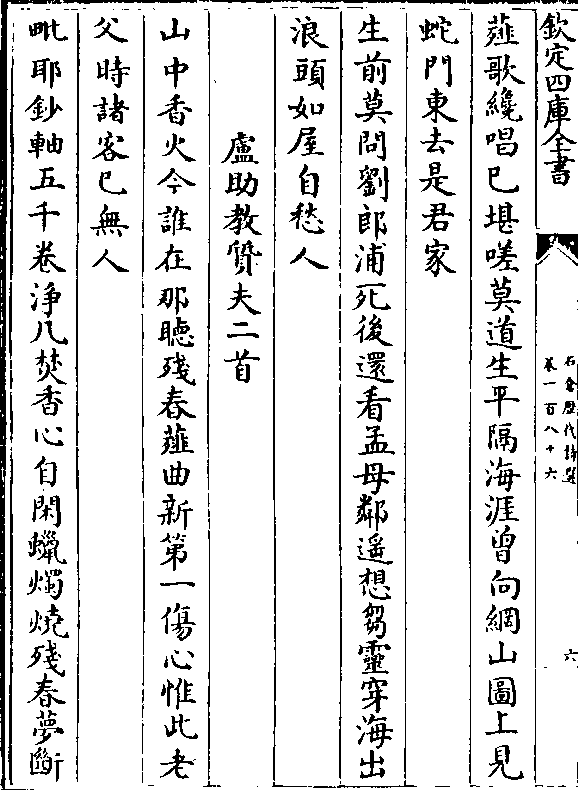 欽定四庫全書
石倉歷代詩選
卷一百八十六
六
薤歌纔唱已堪嗟莫道生平隔海涯曾向網山圖上見
蛇門東去是君家
生前莫問劉郎浦死後還看孟母鄰遥想芻靈穿海出
浪頭如屋自愁人
盧助教贄夫二首
山中香火今誰在那聴殘春薤曲新第一傷心惟此老
父時諸客已無人
毗耶鈔軸五千卷淨几焚香心自閑蠟燭燒殘春夢斷